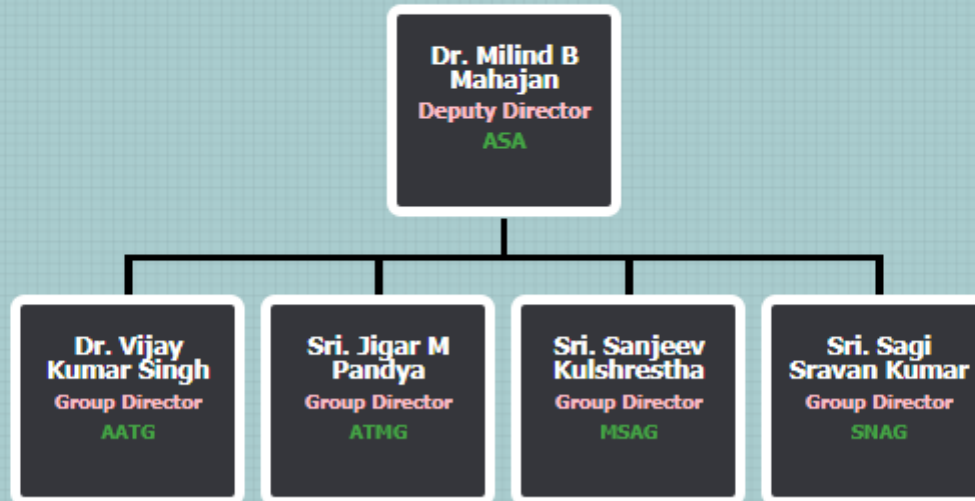 Dr. Milind B
Mahajan
Deputy Director
ASA
Dr. Vijay
Kumar Singh
Group Director
AATG
Sri. Jigar M
Pandya
Group Director
ATMG
Sri. Sanjeev
Kulshrestha
Group Director
MSAG
Sri. Sagi
Sravan Kumar
Group Director
SNAG